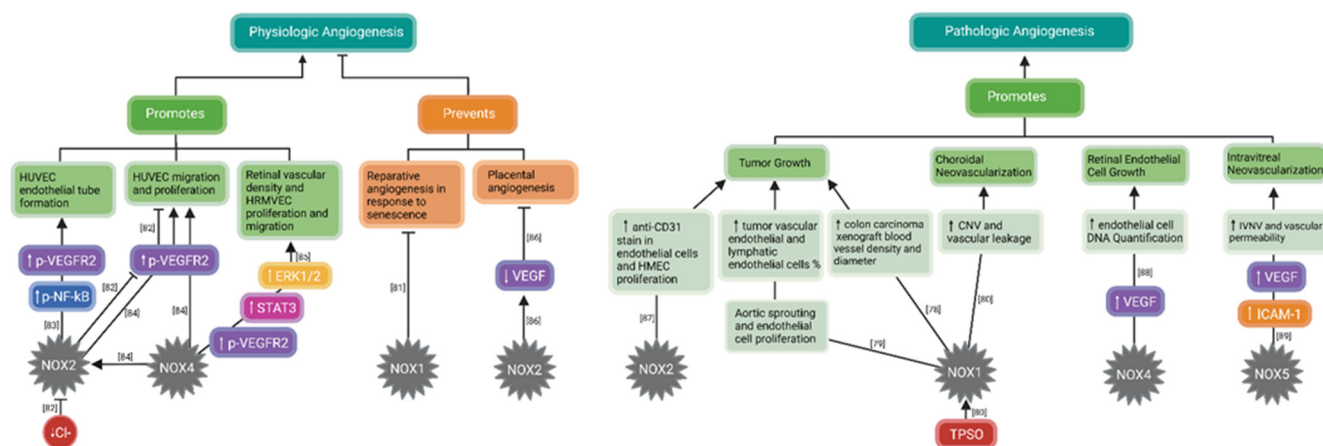 Physiologic Angiogenesis
Promotes
Prevents
HUVEC
endothelial tube
formation
HUVEC migration
and proliferation
Retinal vascular
density and
HRMVEC
proliferation and
migration
Reparative
angiogenesis in
response to
senescence
Placental
angiogenesis
[82]
[85]
[86]
↑ p-VEGFR2
↑ p-VEGFR2
↑ ERK1/2
↓ VEGF
↑p-NF-kB
[82]
[84]
↑ STAT3
[81]
[83]
[84]
↑ p-VEGFR2
[86]
NOX2
[84]
NOX4
NOX1
NOX2
[82]
↓Cl-
Pathologic Angiogenesis
Promotes
Tumor Growth
Choroidal
Neovascularization
Retinal Endothelial
Cell Growth
Intravitreal
Neovascularization
↑ anti-CD31
stain in
endothelial cells
and HMEC
proliferation
↑ tumor vascular
endothelial and
lymphatic
endothelial cells %
↑ colon carcinoma
xenograft blood
vessel density and
diameter
↑ CNV and
vascular leakage
↑ endothelial cell
DNA Quantification
↑ IVNV and vascular
permeability
[88]
↑ VEGF
↑ VEGF
↑ ICAM-1
[87]
Aortic sprouting
and endothelial
cell proliferation
[78]
[80]
[79]
[89]
NOX2
NOX1
NOX4
NOX5
[80]
TPSO